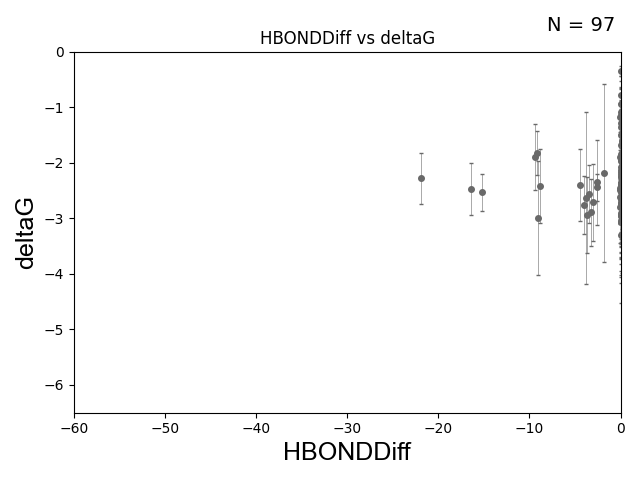 N = 97
HBONDDiff vs deltaG
0
−1
−2
−3
−4
−5
−6
deltaG
−60 −50 −40 −30 −20 −10 0
HBONDDiff